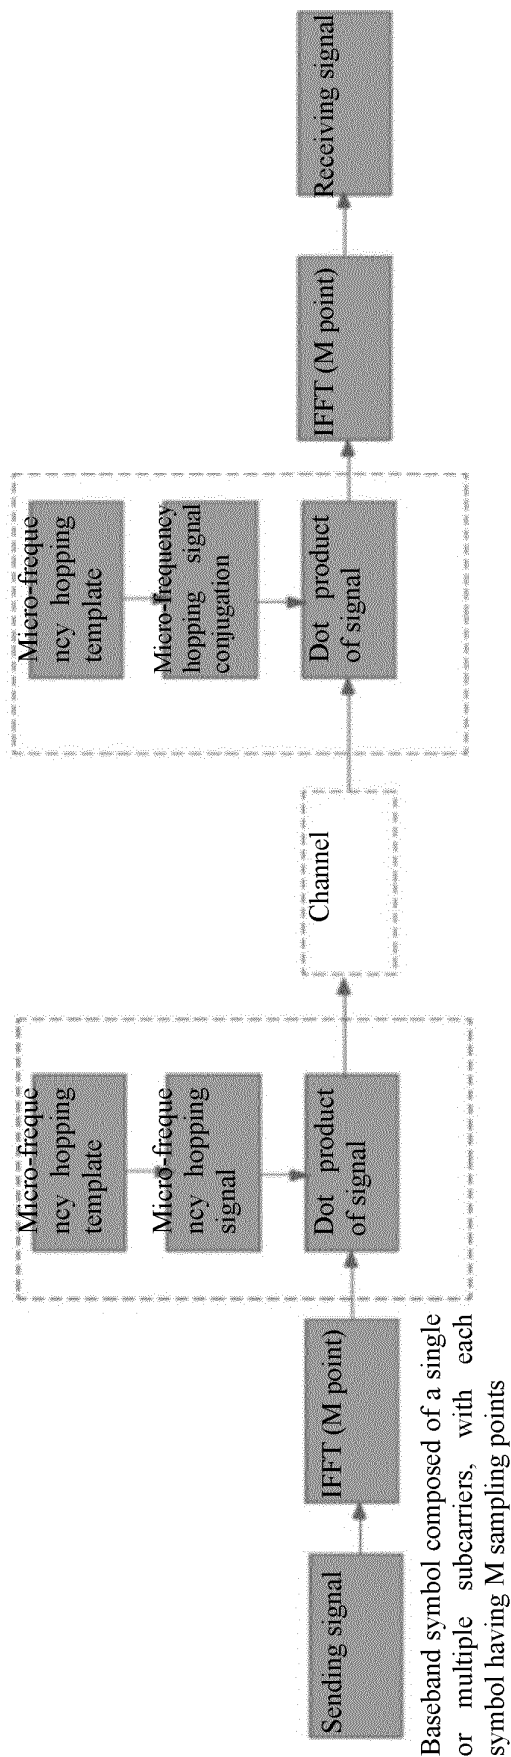 Sending signal
IFFT (M point)
Micro-freque
ncy hopping
template
Micro-freque
ncy hopping
signal
Dot product
of signal
Channel
Micro-freque
ncy hopping
template
Micro-frequency
hopping signal
conjugation
Dot product
of signal
IFFT (M point)
Receiving signal
Baseband symbol composed of a single
or multiple subcarriers, with each
symbol having M sampling points